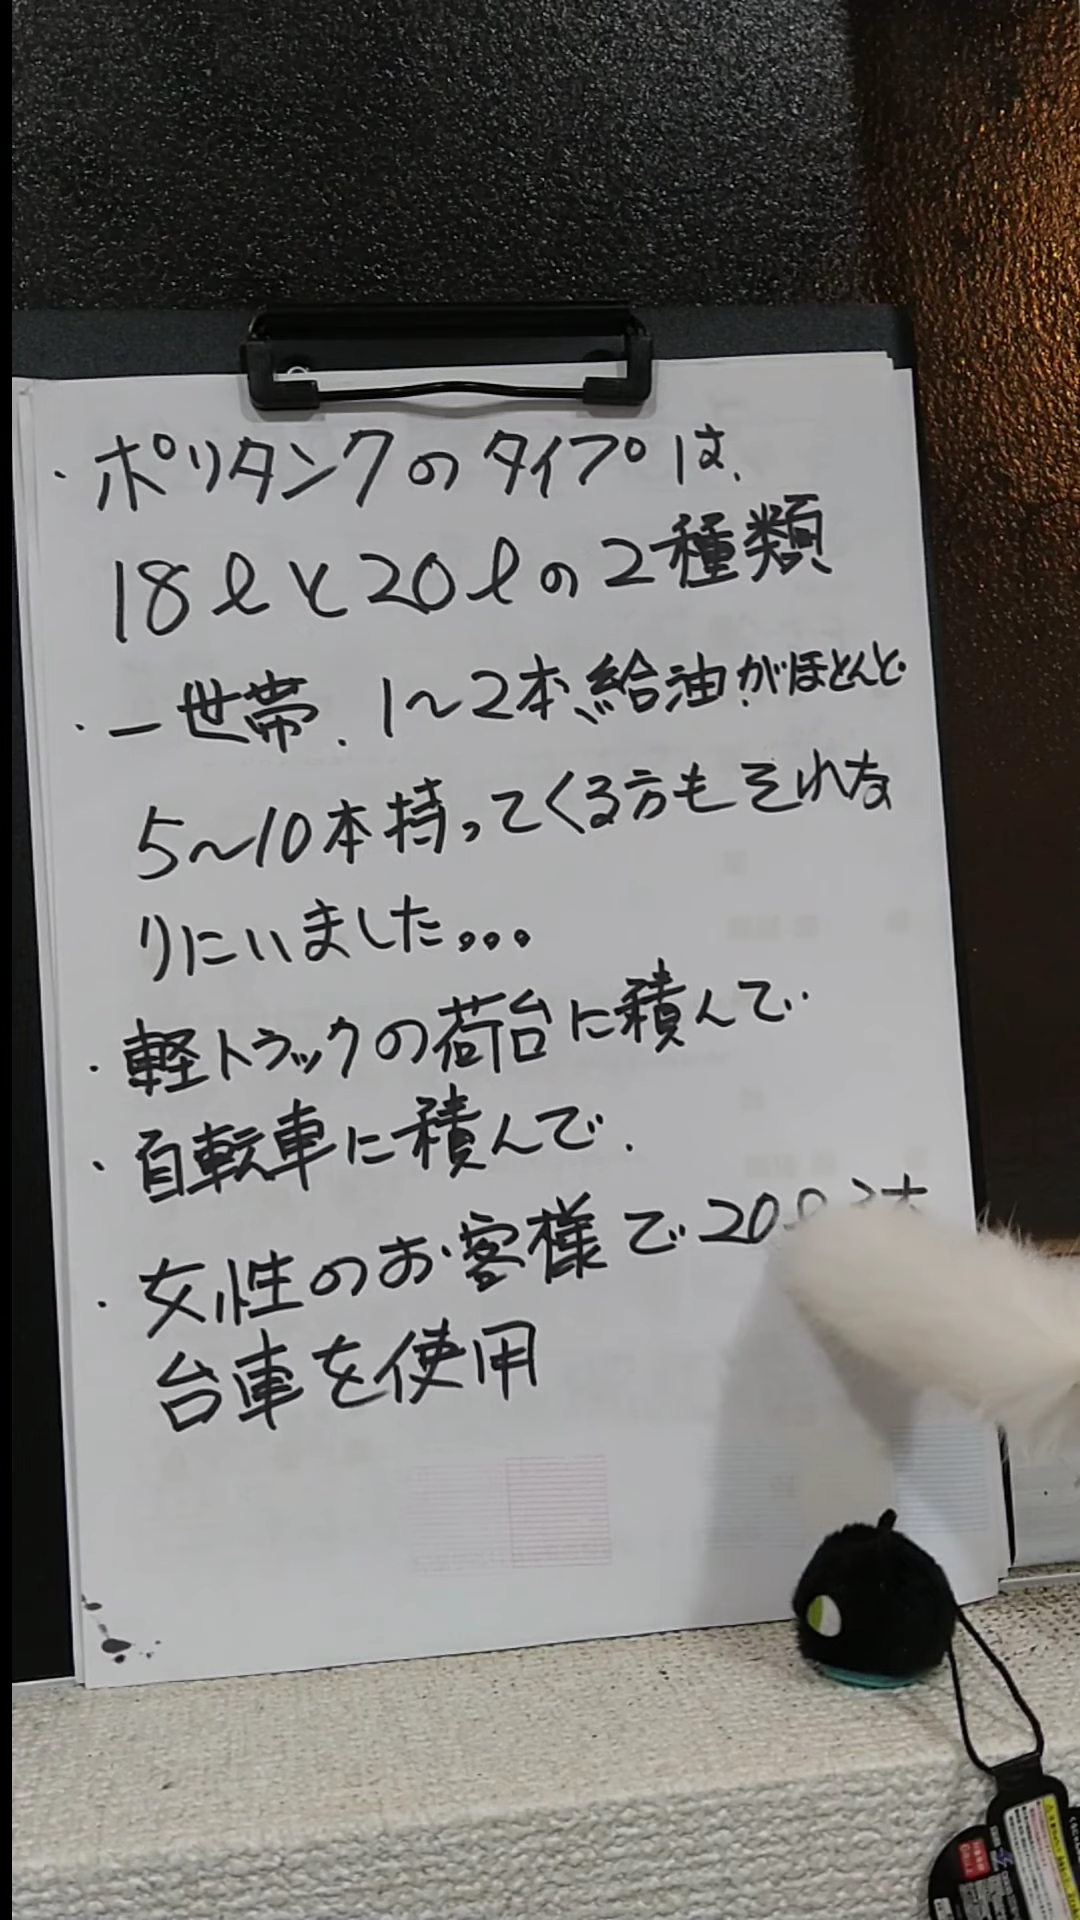 ・ポリタンクのタイプは、
18ℓと20ℓの2種類
・一世帯、1〜2本、給油がほとんど
5〜10本持ってくる方もそれな
りにいました。。。
・軽トラックの荷台に積んで
・自転車に積んで、
・女性のお客様で20
台車を使用